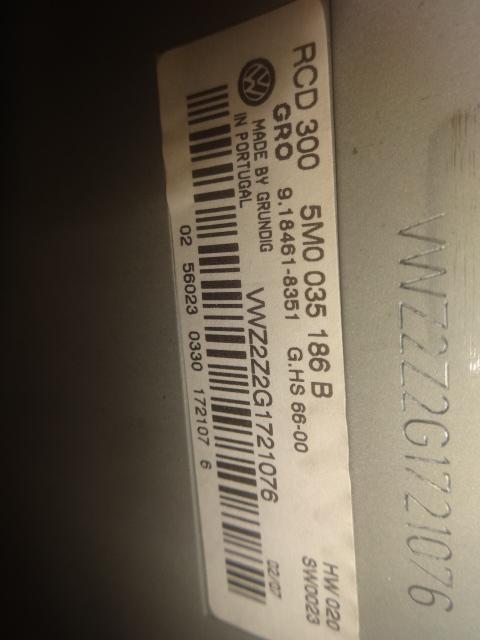 RCD 300 5M0 035 186 B
GRO 9.18461-8351 G.HS 66-00
MADE BY GRUNDIG
IN PORTUGAL
VWZ2Z2G1721076
02 56023 0330 172107 6
02/07
HW 020
SW0023
VWZ2Z2G1721076